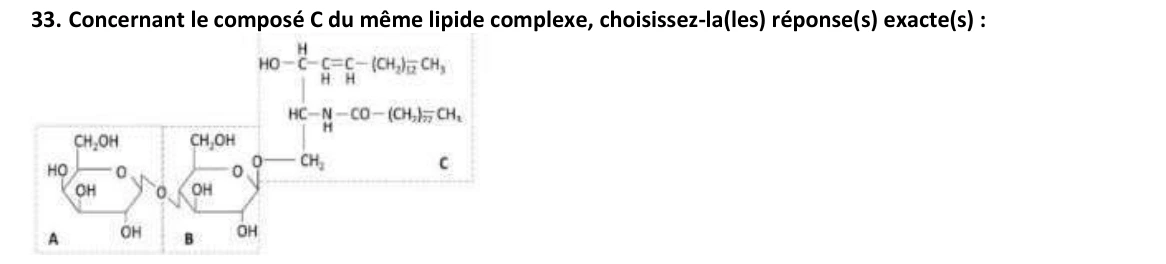 33. Concernant le composé C du même lipide complexe, choisissez-la(les) réponse(s) exacte(s) :
H
HO-C-C=C-(CH₂)12 CH₃
H H
HC-N-CO-(CH₂) CH₃
H
CH₂OH CH₂OH O CH₂ C
HO O O
OH O OH
A OH B OH